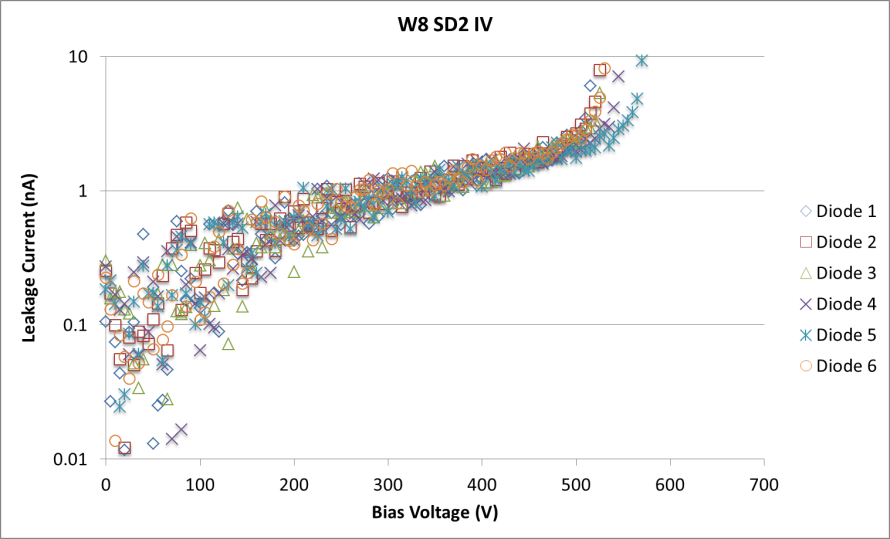 W8 SD2 IV
10
1
0.1
0.01
Leakage Current (nA)
0 100 200 300 400 500 600 700
Bias Voltage (V)
Diode 1
Diode 2
Diode 3
Diode 4
Diode 5
Diode 6